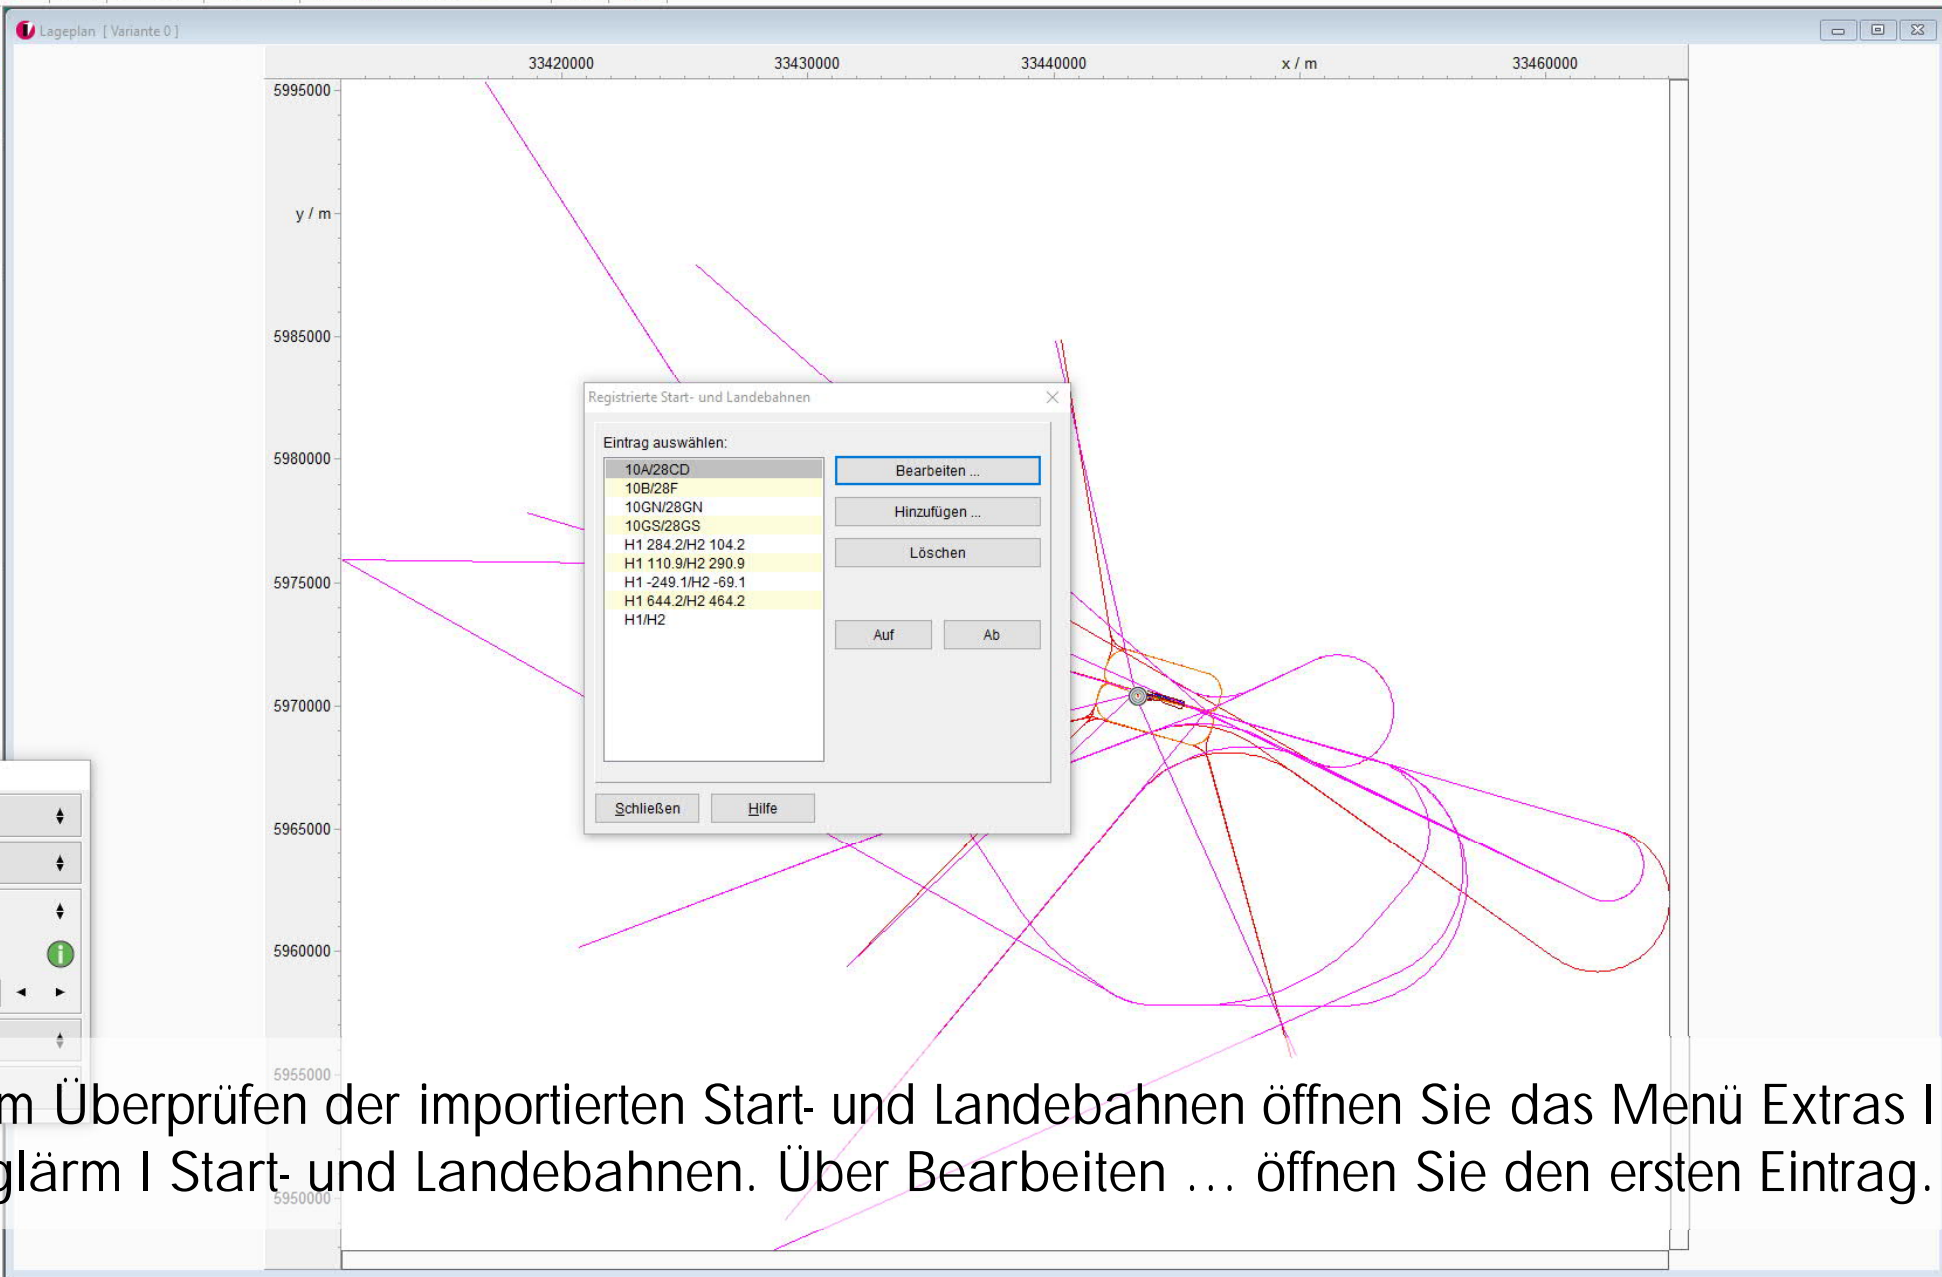 Lageplan [ Variante 0 ]
33420000 33430000 33440000 x / m 33460000
5995000
y / m
5985000
5980000
5975000
5970000
5965000
5960000
5955000
5950000
Registrierte Start- und Landebahnen
Eintrag auswählen:
10A/28CD
10B/28F
10GN/28GN
10GS/28GS
H1 284.2/H2 104.2
H1 110.9/H2 290.9
H1 -249.1/H2 -69.1
H1 644.2/H2 464.2
H1/H2
Bearbeiten ...
Hinzufügen ...
Löschen
Auf Ab
Schließen Hilfe
m Überprüfen der importierten Start- und Landebahnen öffnen Sie das Menü Extras I
glärm I Start- und Landebahnen. Über Bearbeiten ... öffnen Sie den ersten Eintrag.